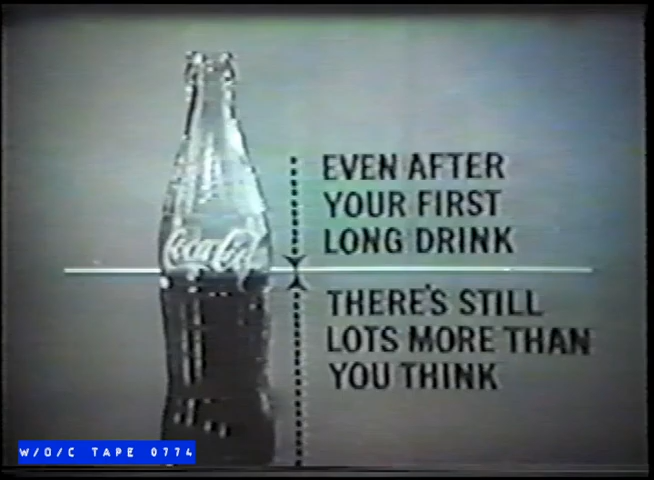 EVEN AFTER
YOUR FIRST
LONG DRINK
Coca-Cola
THERE'S STILL
LOTS MORE THAN
YOU THINK
W/O/C TAPE 0774